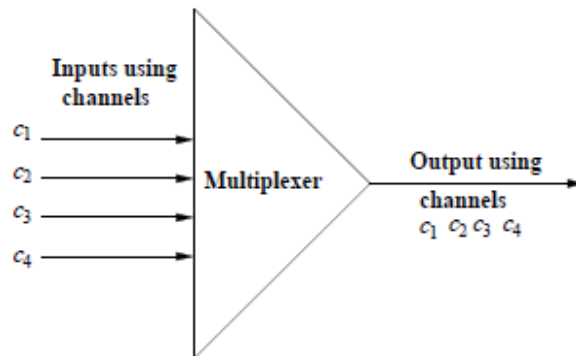 Inputs using
channels
c1
c2
c3
c4
Multiplexer
Output using
channels
c1 c2 c3 c4